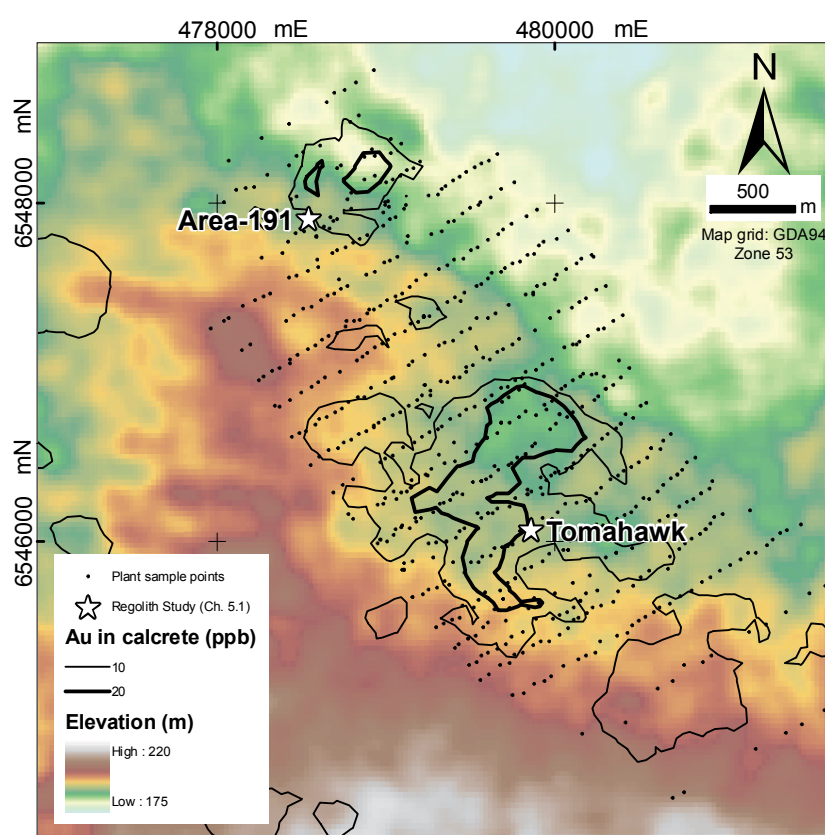 478000 mE
480000 mE
mN
6548000
mN
6546000
N
500
m
Map grid: GDA94
Zone 53
Area-191
Tomahawk
Plant sample points
Regolith Study (Ch. 5.1)
Au in calcrete (ppb)
10
20
Elevation (m)
High : 220
Low : 175